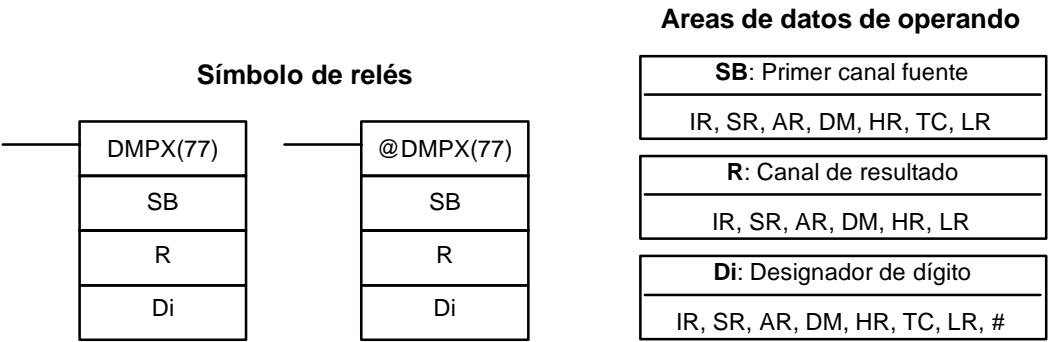 Areas de datos de operando
Símbolo de relés
DMPX(77)
SB
R
Di
@DMPX(77)
SB
R
Di
SB: Primer canal fuente
IR, SR, AR, DM, HR, TC, LR
R: Canal de resultado
IR, SR, AR, DM, HR, LR
Di: Designador de dígito
IR, SR, AR, DM, HR, TC, LR, #